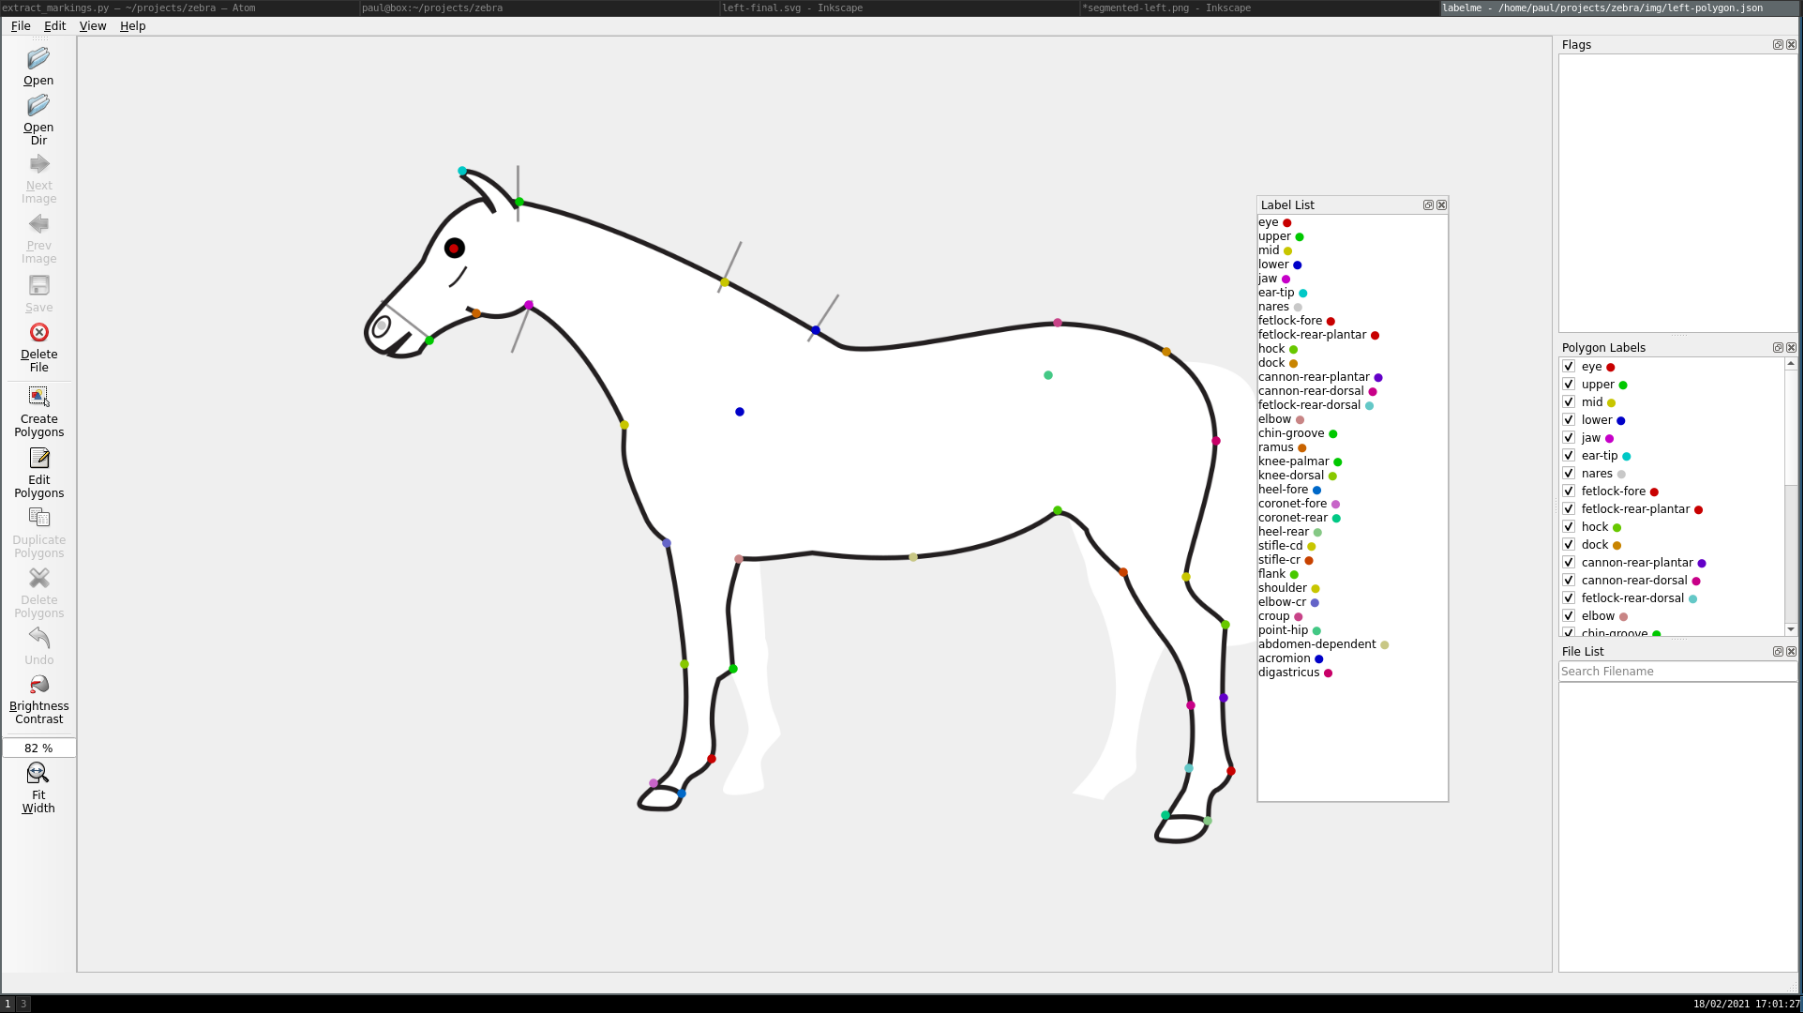 extract_markings.py — ~/projects/zebra — Atom
paul@box:~/projects/zebra
left-final.svg - Inkscape
*segmented-left.png - Inkscape
labelme - /home/paul/projects/zebra/img/left-polygon.json
File Edit View Help
Open
Open
Dir
Next
Image
Prev
Image
Save
Delete
File
Create
Polygons
Edit
Polygons
Duplicate
Polygons
Delete
Polygons
Undo
Brightness
Contrast
82 %
Fit
Width
Label List
eye
upper
mid
lower
jaw
ear-tip
nares
fetlock-fore
fetlock-rear-plantar
hock
dock
cannon-rear-plantar
cannon-rear-dorsal
fetlock-rear-dorsal
elbow
chin-groove
ramus
knee-palmar
knee-dorsal
heel-fore
coronet-fore
coronet-rear
heel-rear
stifle-cd
stifle-cr
flank
shoulder
elbow-cr
croup
point-hip
abdomen-dependent
acromion
digastricus
Flags
Polygon Labels
eye
upper
mid
lower
jaw
ear-tip
nares
fetlock-fore
fetlock-rear-plantar
hock
dock
cannon-rear-plantar
cannon-rear-dorsal
fetlock-rear-dorsal
elbow
chin-groove
File List
Search Filename
1 3
18/02/2021 17:01:27